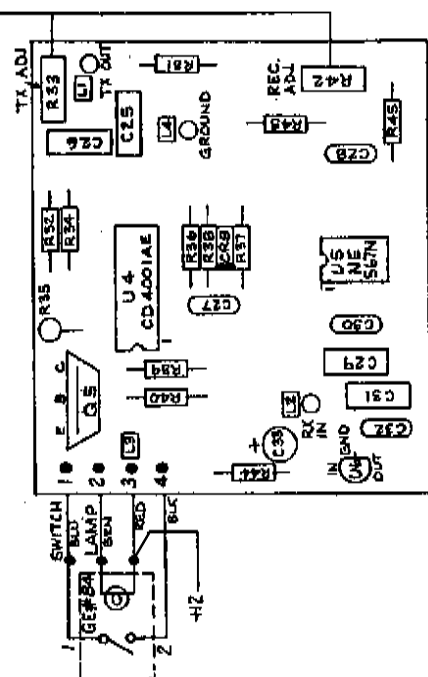 TX ADJ
R33
L1
TX OUT
C26
C25
R31
L4
GROUND
REC. ADJ
R42
R43
C28
R45
R32
R34
R35
U4
CD4001AE
R36
R38
CR8
R37
C27
U5
NE
567N
C30
C29
C31
C32
E B C
Q5
R40
L3
L2
RX
IN
+
C33
R44
IN
GND
OUT
1
2
3
4
SWITCH
BLU
LAMP
BRN
RED
BLK
GE#84
1
2